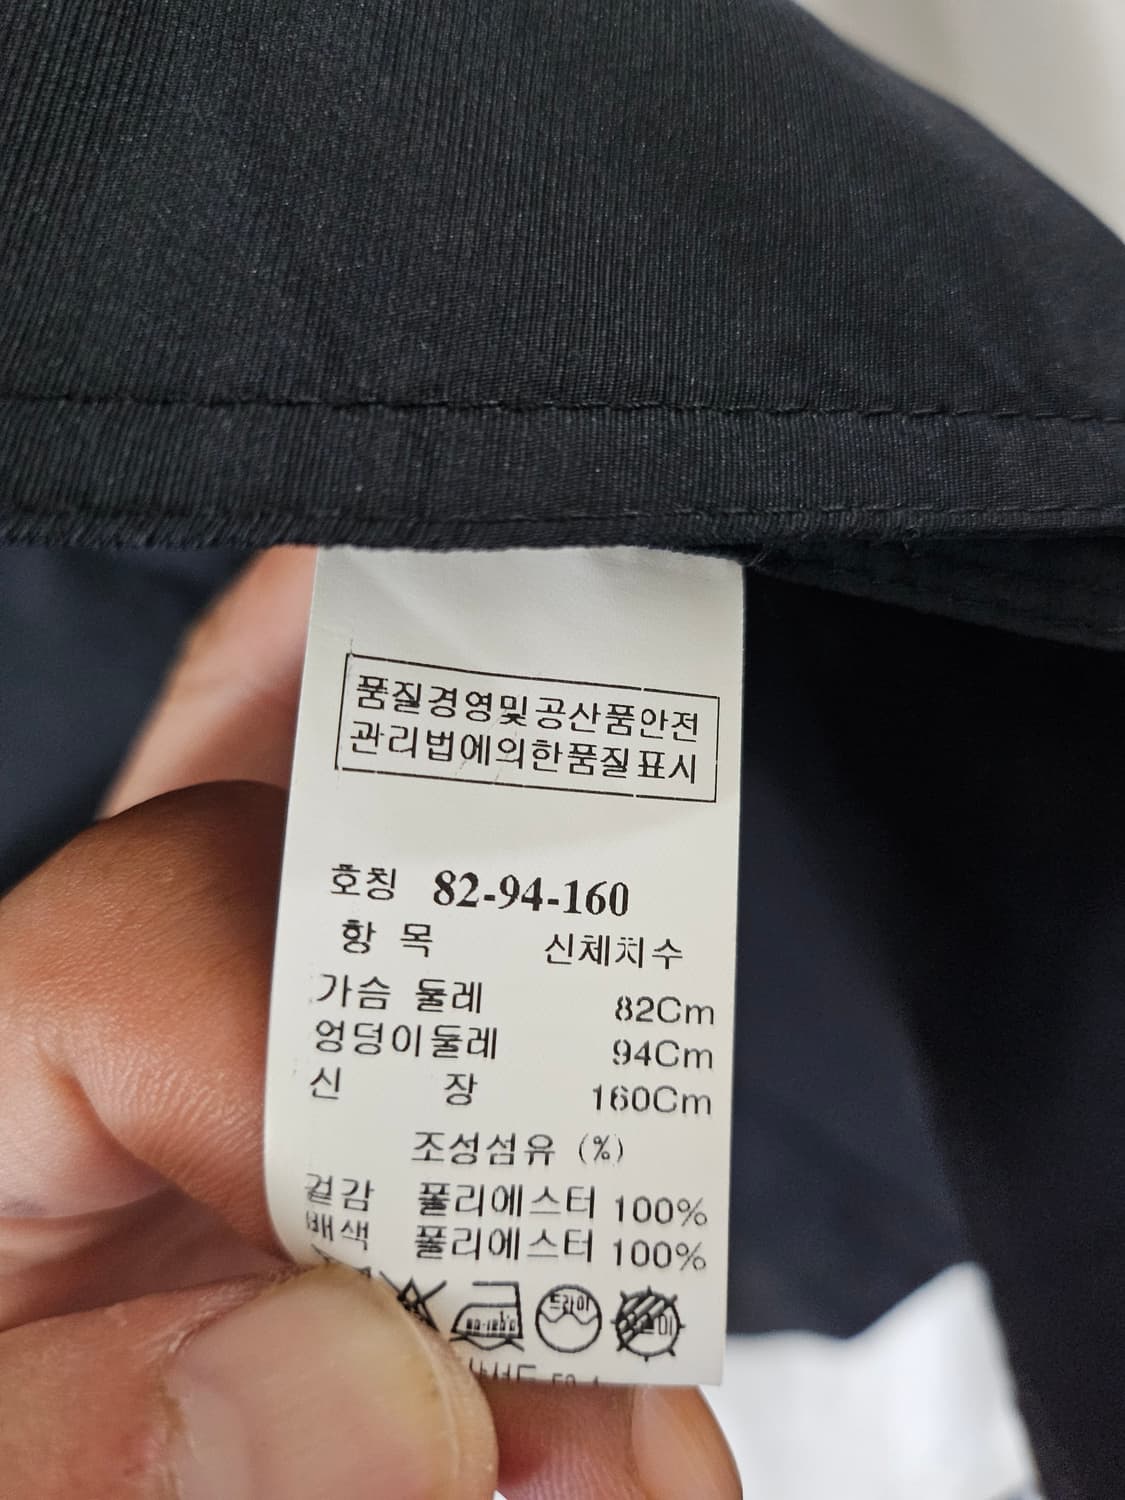 품질경영및공산품안전
관리법에의한품질표시
호칭 82-94-160
항 목 신체치수
가슴 둘레 82Cm
엉덩이둘레 94Cm
신 장 160Cm
조성섬유 (%)
겉감 폴리에스터 100%
배색 폴리에스터 100%
드라이